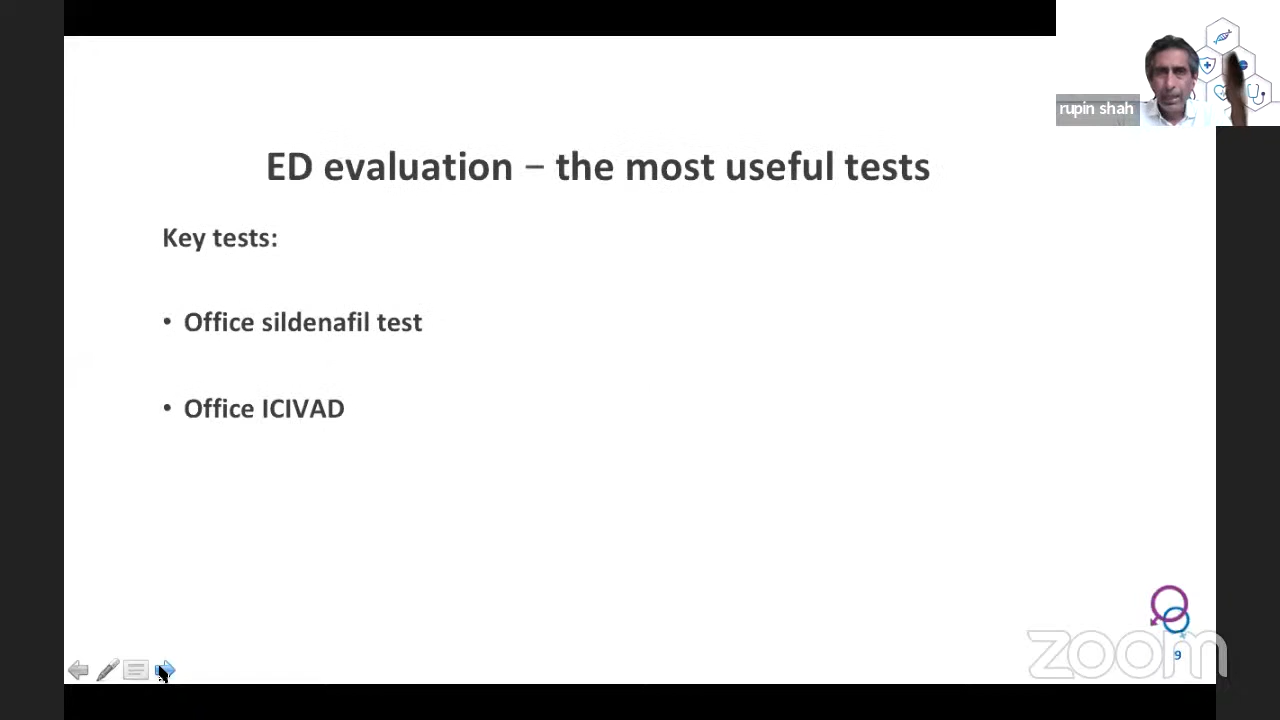 rupin shah
ED evaluation – the most useful tests
Key tests:
• Office sildenafil test
• Office ICIVAD
zoom
9